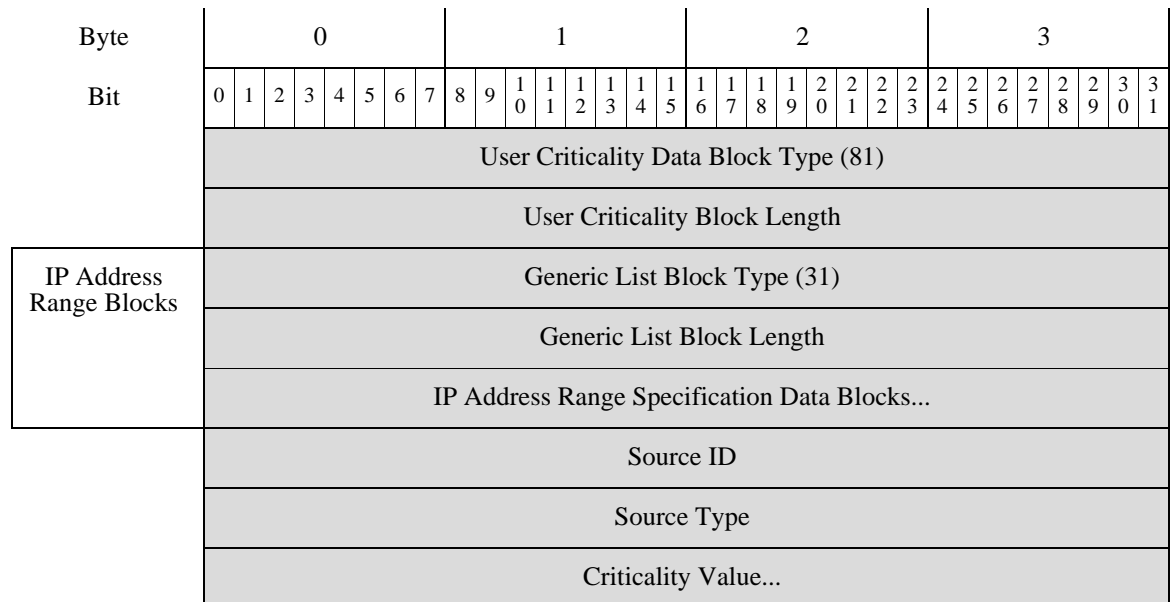 Byte 0 1 2 3
Bit 0 1 2 3 4 5 6 7 8 9 10 11 12 13 14 15 16 17 18 19 20 21 22 23 24 25 26 27 28 29 30 31
User Criticality Data Block Type (81)
User Criticality Block Length
IP Address
Range Blocks
Generic List Block Type (31)
Generic List Block Length
IP Address Range Specification Data Blocks...
Source ID
Source Type
Criticality Value...